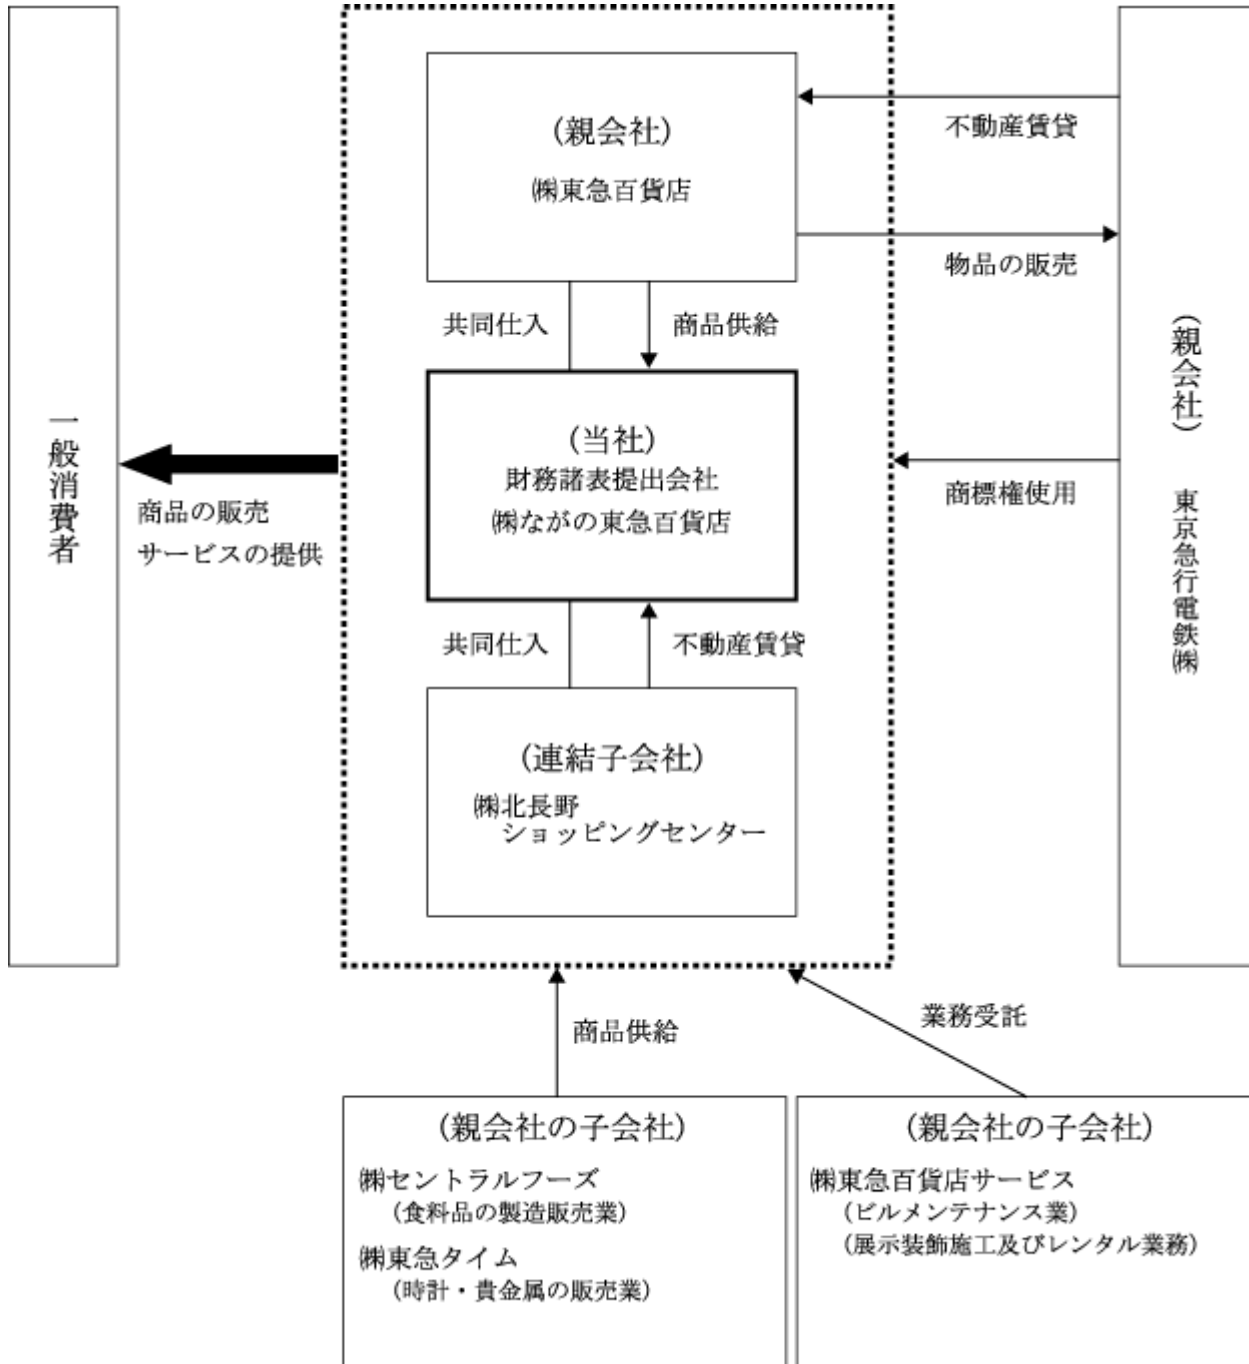 (親会社)
㈱東急百貨店
不動産賃貸
物品の販売
共同仕入
商品供給
(親会社) 東京急行電鉄㈱
一般消費者
(当社)
財務諸表提出会社
㈱ながの東急百貨店
商標権使用
商品の販売
サービスの提供
共同仕入
不動産賃貸
(連結子会社)
㈱北長野
ショッピングセンター
商品供給
業務受託
(親会社の子会社)
㈱セントラルフーズ
(食料品の製造販売業)
㈱東急タイム
(時計・貴金属の販売業)
(親会社の子会社)
㈱東急百貨店サービス
(ビルメンテナンス業)
(展示装飾施工及びレンタル業務)